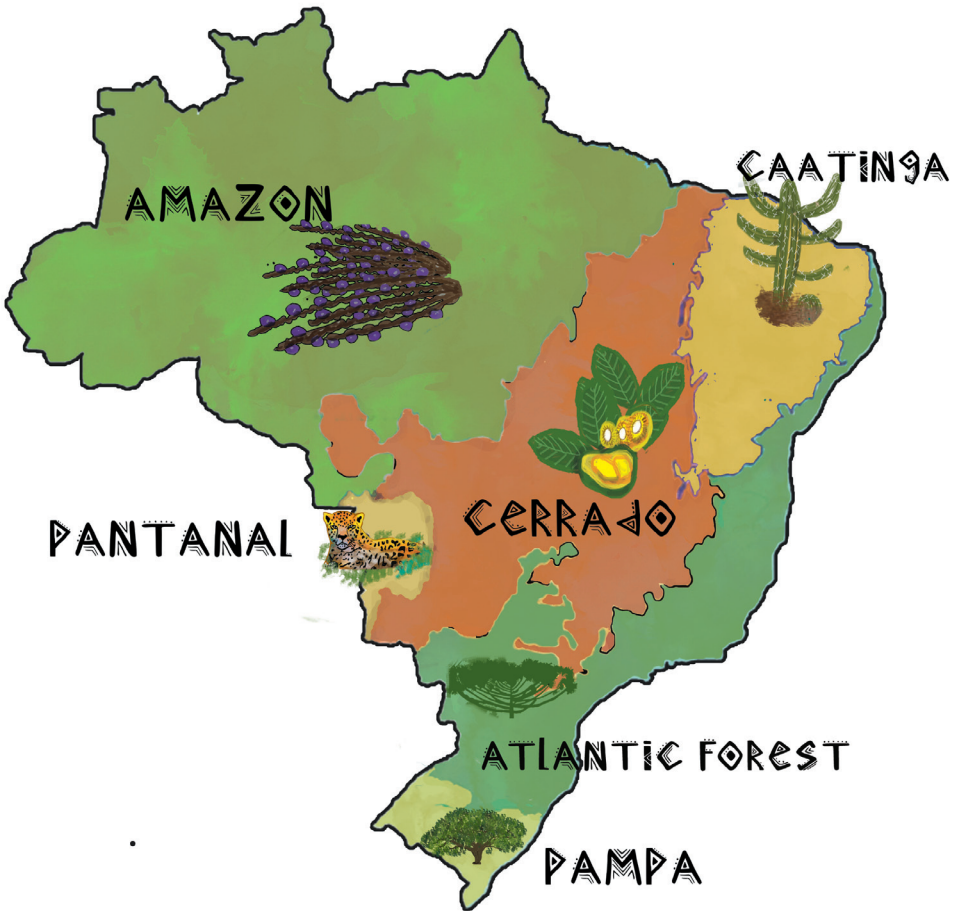 CAATiNgA
AMAZON
CeRRAdO
PANTANAl
ATlANTiC FOReST
PAMPA